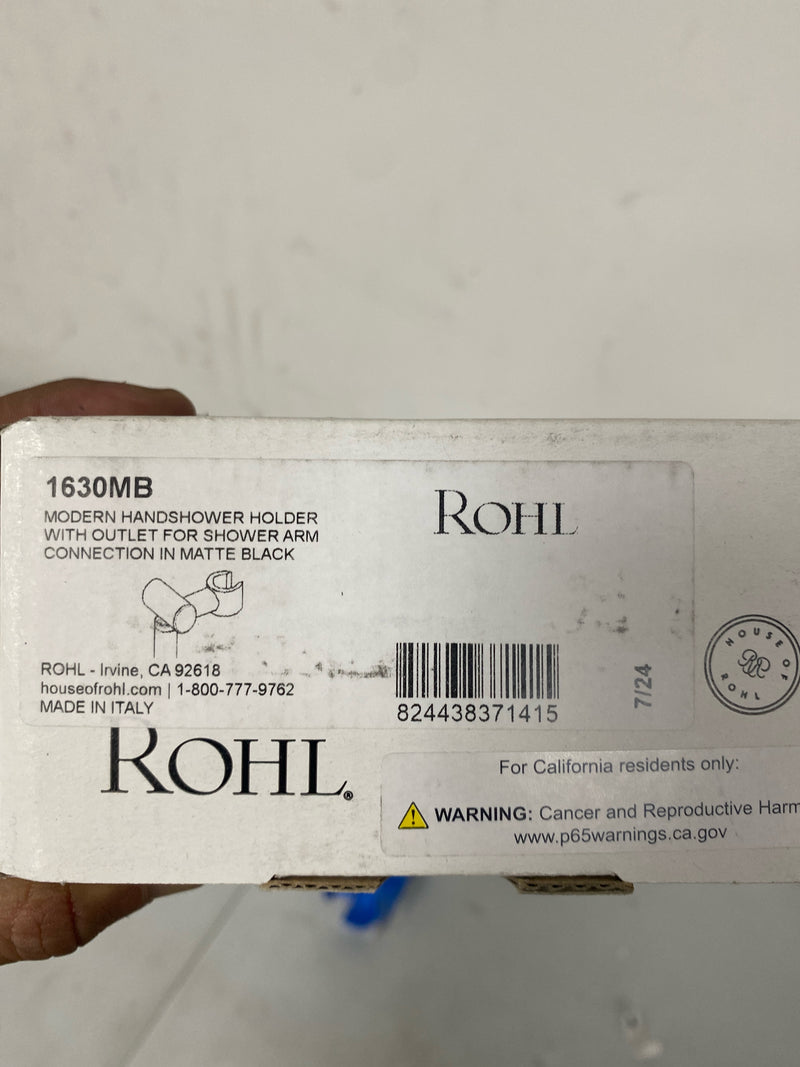 1630MB
MODERN HANDSHOWER HOLDER
WITH OUTLET FOR SHOWER ARM
CONNECTION IN MATTE BLACK
ROHL
ROHL - Irvine, CA 92618
houseofrohl.com | 1-800-777-9762
MADE IN ITALY
824438371415
7/24
HOUSE OF ROHL
ROHL®
For California residents only:
WARNING: Cancer and Reproductive Harm
www.p65warnings.ca.gov